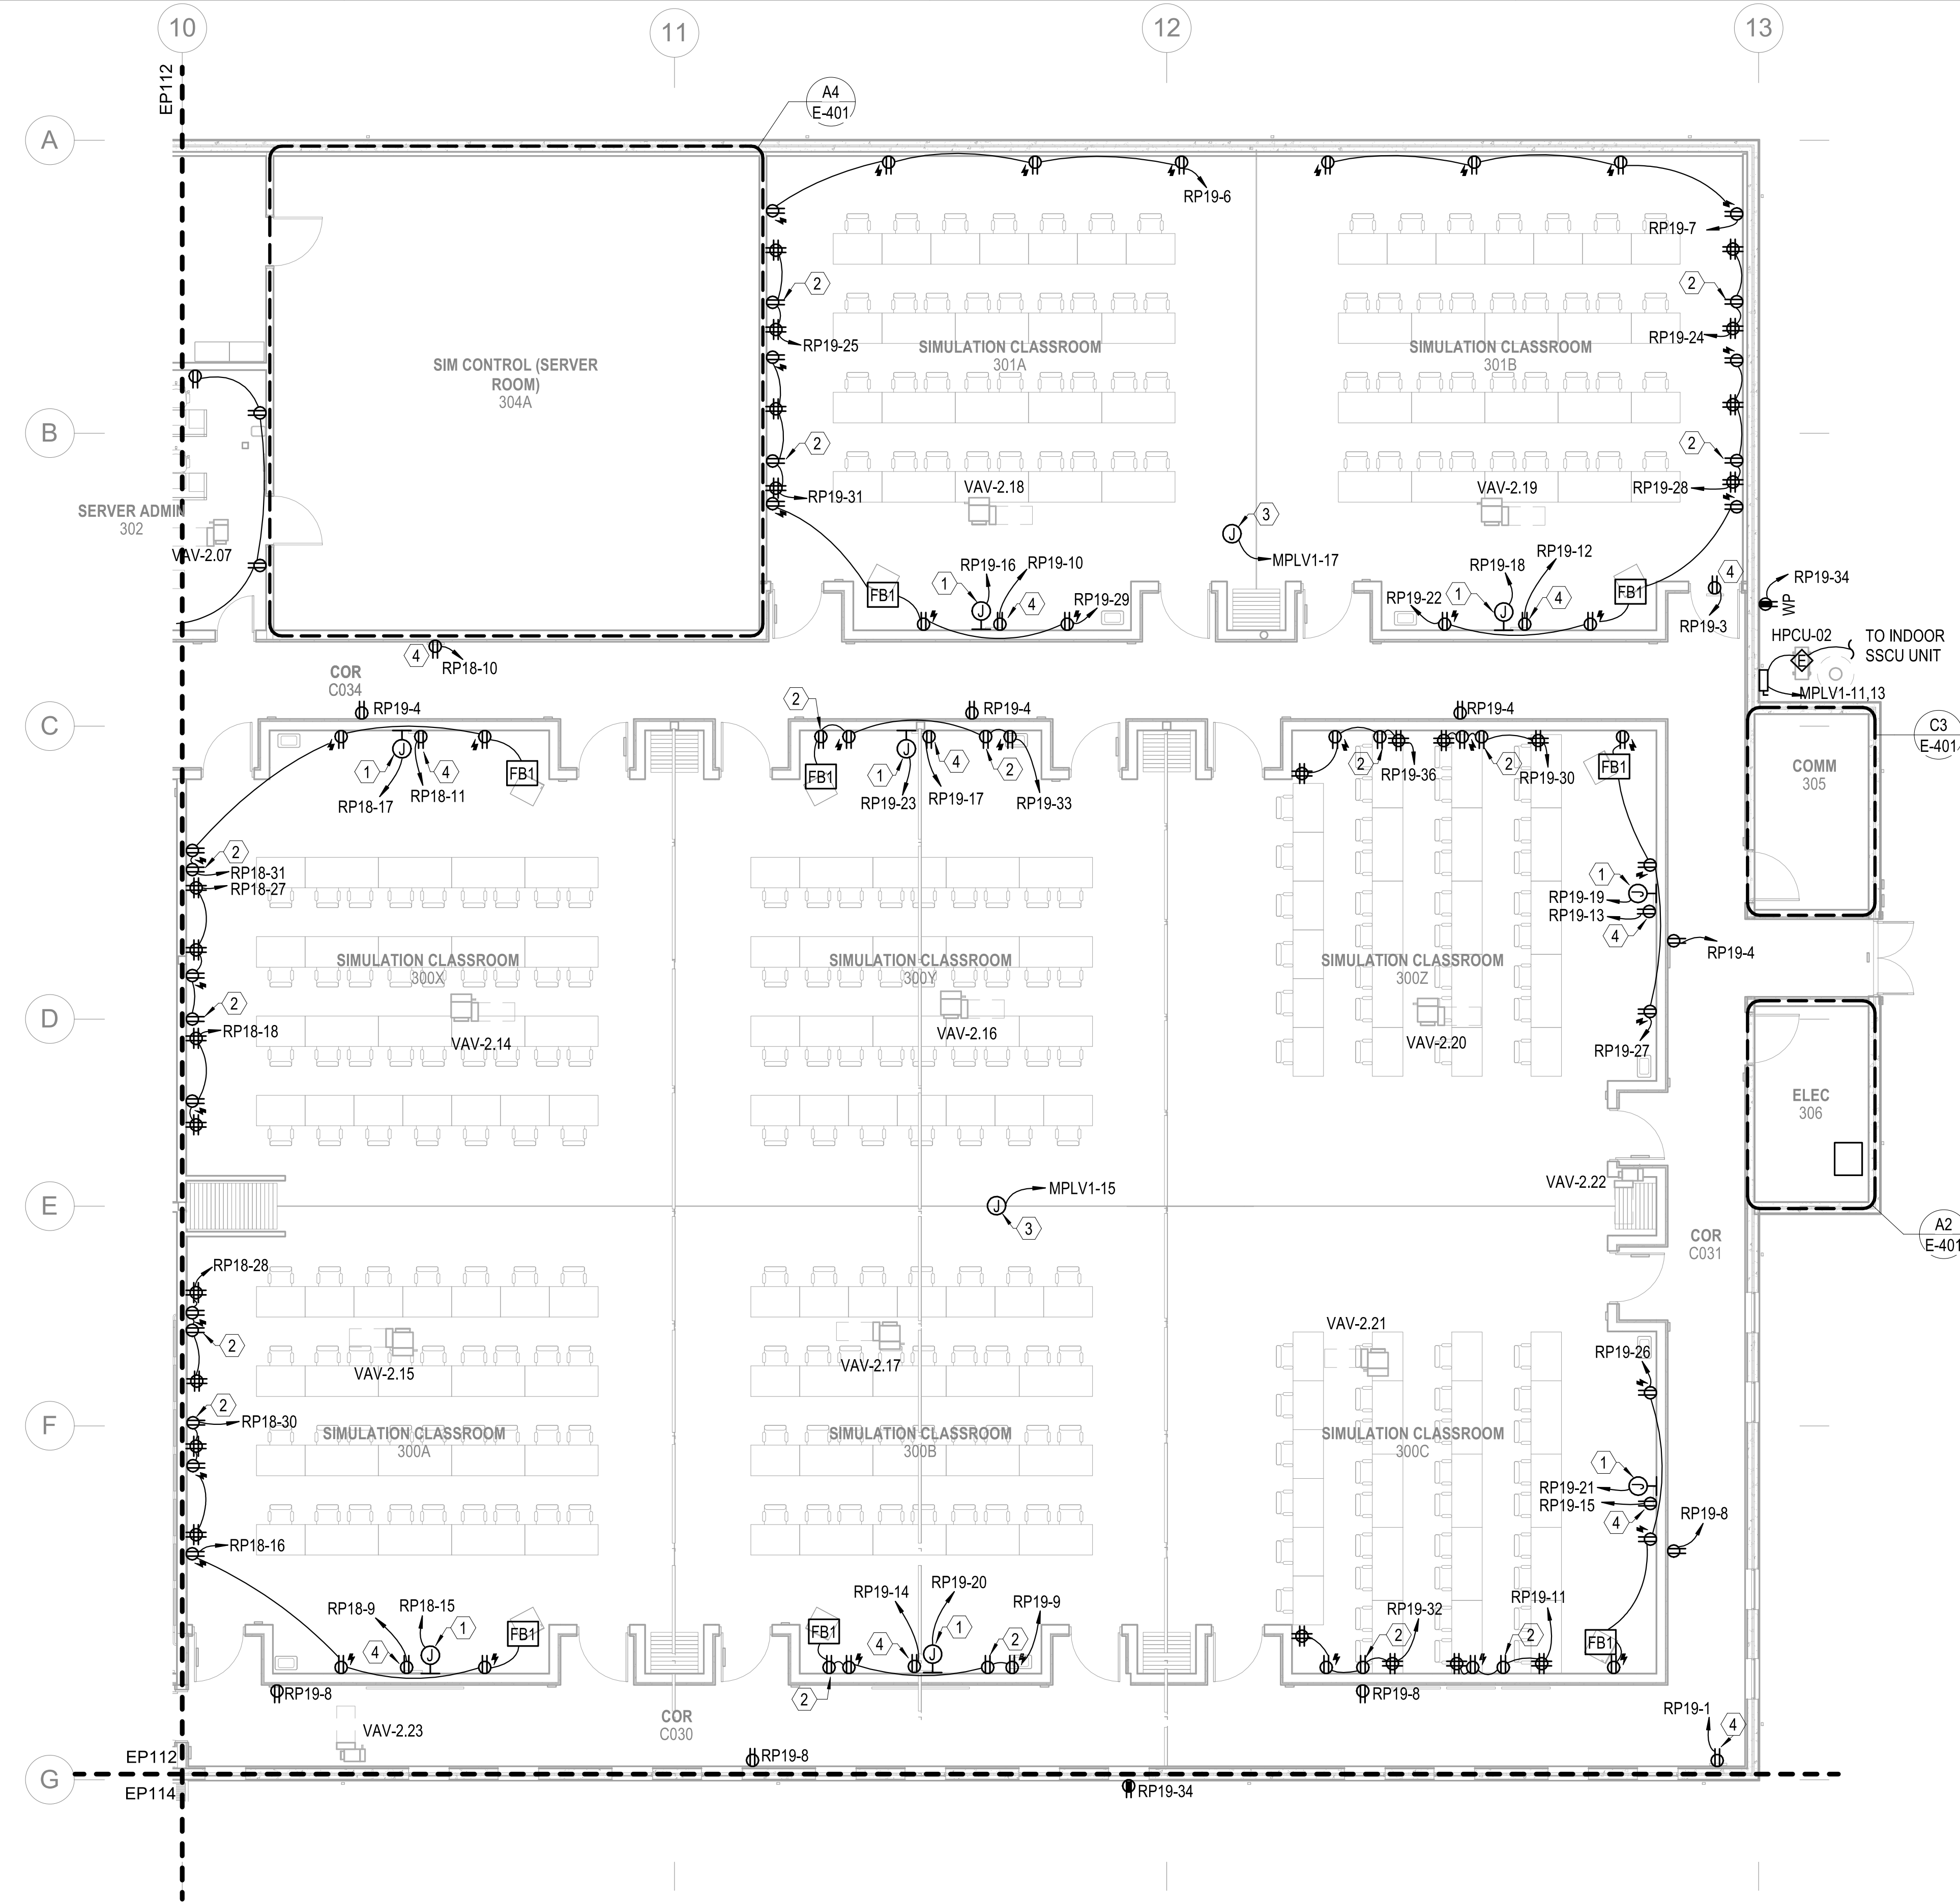 10
11
12
13
EP112
A4
E-401
A
RP19-6
RP19-7
2
2
RP19-24
RP19-25
SIMULATION CLASSROOM
301A
SIMULATION CLASSROOM
301B
SIM CONTROL (SERVER
ROOM)
304A
B
2
2
RP19-31
VAV-2.18
VAV-2.19
RP19-28
SERVER ADMIN
302
VAV-2.07
J
3
MPLV1-17
RP19-16
RP19-10
1
J
4
RP19-29
FB1
RP19-18
RP19-12
RP19-22
1
J
4
FB1
4
RP19-3
RP19-34
WP
HPCU-02
E
TO INDOOR
SSCU UNIT
MPLV1-11,13
4
RP18-10
COR
C034
RP19-4
2
RP19-4
RP19-4
C
C3
E-401
1
J
4
FB1
RP18-17
RP18-11
FB1
1
J
4
2
RP19-23
RP19-17
RP19-33
2
RP19-36
2
RP19-30
FB1
COMM
305
2
RP18-31
RP18-27
1
J
RP19-19
RP19-13
4
RP19-4
SIMULATION CLASSROOM
300X
SIMULATION CLASSROOM
300Y
SIMULATION CLASSROOM
300Z
D
2
RP18-18
VAV-2.14
VAV-2.16
VAV-2.20
RP19-27
ELEC
306
E
MPLV1-15
J
3
VAV-2.22
A2
E-401
COR
C031
RP18-28
2
VAV-2.15
VAV-2.17
VAV-2.21
RP19-26
F
2
RP18-30
SIMULATION CLASSROOM
300A
SIMULATION CLASSROOM
300B
SIMULATION CLASSROOM
300C
1
J
RP19-21
RP19-15
4
RP19-8
RP18-16
RP18-9
RP18-15
1
4
J
FB1
RP19-14
RP19-20
FB1
4
J
1
2
RP19-9
2
RP19-32
2
RP19-11
2
FB1
RP19-8
RP19-8
VAV-2.23
COR
C030
RP19-1
4
RP19-8
EP112
G
EP114
RP19-34